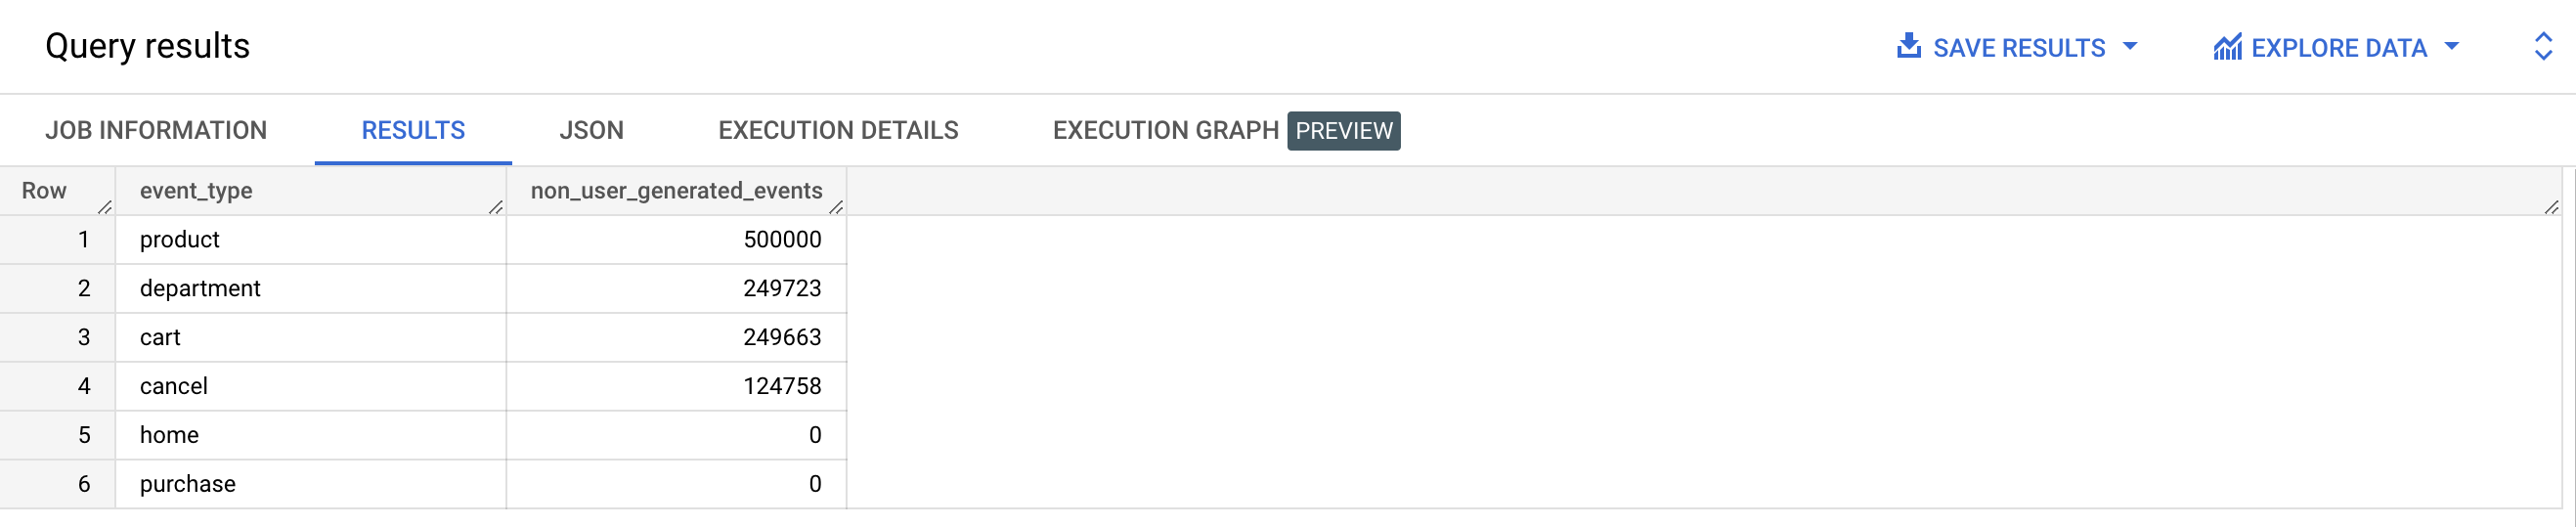 Query results SAVE RESULTS EXPLORE DATA
JOB INFORMATION RESULTS JSON EXECUTION DETAILS EXECUTION GRAPH PREVIEW
Row event_type non_user_generated_events
1 product 500000
2 department 249723
3 cart 249663
4 cancel 124758
5 home 0
6 purchase 0